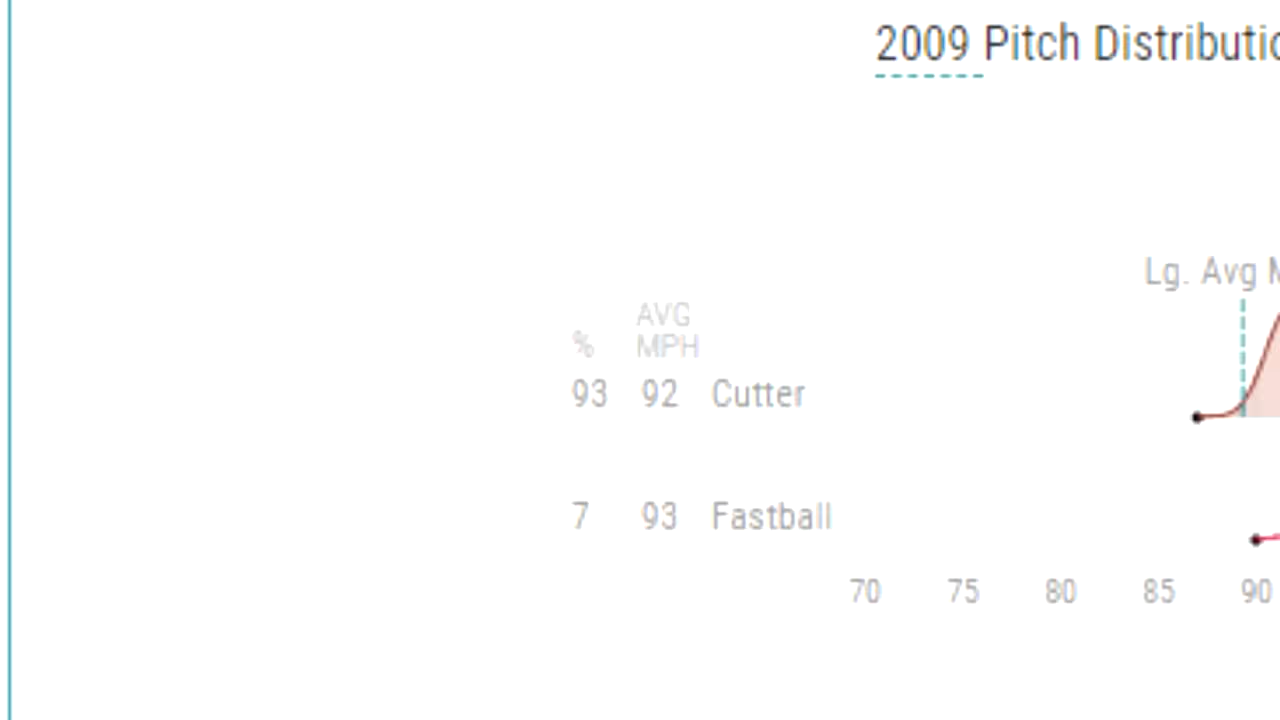 2009 Pitch Distributio
Lg. Avg M
AVG
% MPH
93 92 Cutter
7 93 Fastball
70 75 80 85 90